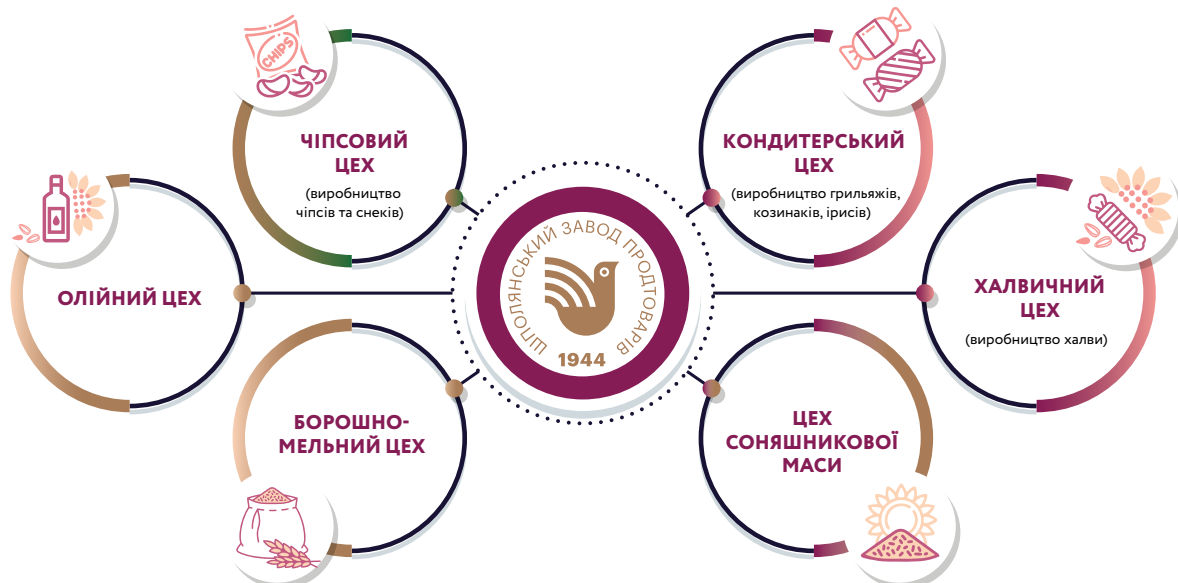 CHIPS
ЧІПСОВИЙ
ЦЕХ
(виробництво
чіпсів та снеків)
КОНДИТЕРСЬКИЙ
ЦЕХ
(виробництво грильяжів,
козинаків, ірисів)
ОЛІЙНИЙ ЦЕХ
ШПОЛЯНСЬКИЙ ЗАВОД ПРОДТОВАРІВ
1944
ХАЛВИЧНИЙ
ЦЕХ
(виробництво халви)
БОРОШНО-
МЕЛЬНИЙ ЦЕХ
ЦЕХ
СОНЯШНИКОВОЇ
МАСИ